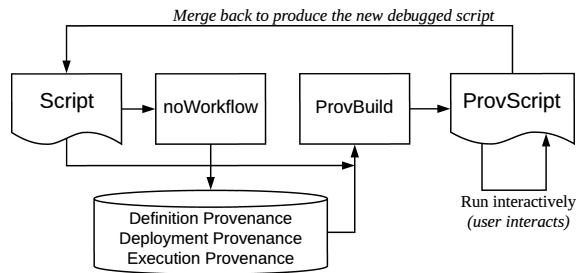 Merge back to produce the new debugged script
Script
noWorkflow
ProvBuild
ProvScript
Definition Provenance
Deployment Provenance
Execution Provenance
Run interactively
(user interacts)